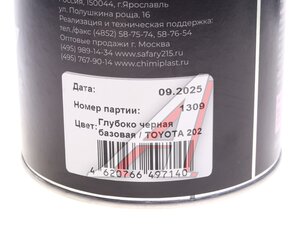 Россия, 150044, г.Ярославль
ул. Полушкина роща, 16
Реализация и техническая поддержка:
тел./факс (4852) 58-75-74, 58-76-54
Оптовые продажи г. Москва
(495) 989-14-34 www.safary215.ru
(495) 767-90-14 www.chimiplast.ru
Дата: 09.2025
Номер партии: 1309
Цвет: Глубоко черная
базовая / TOYOTA 202
4 620766 497140